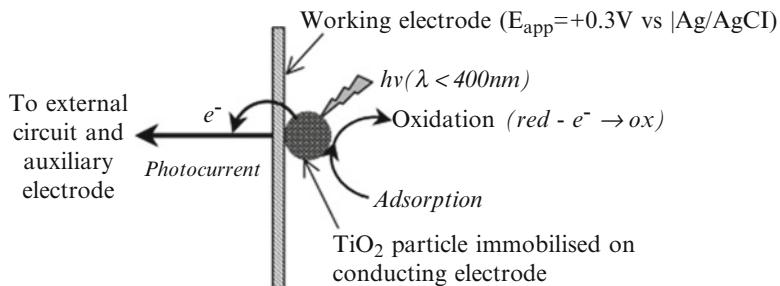 Working electrode (E_app=+0.3V vs |Ag/AgCI)
hν(λ < 400nm)
To external
circuit and
auxiliary
electrode
e⁻
Oxidation (red - e⁻ → ox)
Photocurrent
Adsorption
TiO₂ particle immobilised on
conducting electrode